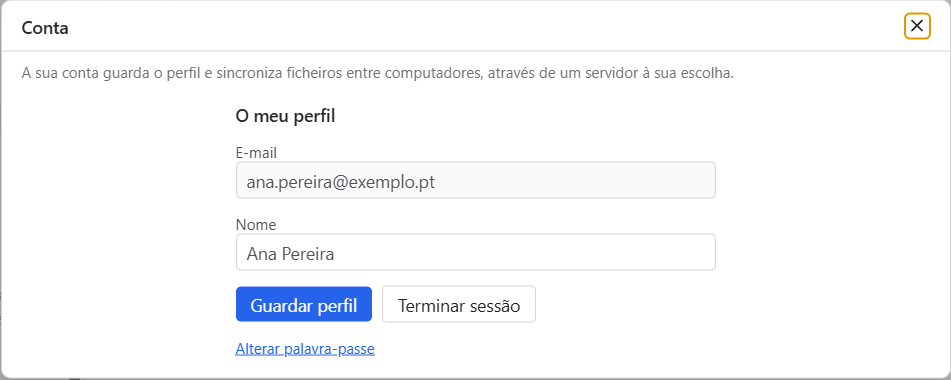 Conta
A sua conta guarda o perfil e sincroniza ficheiros entre computadores, através de um servidor à sua escolha.
O meu perfil
E-mail
ana.pereira@exemplo.pt
Nome
Ana Pereira
Guardar perfil
Terminar sessão
Alterar palavra-passe